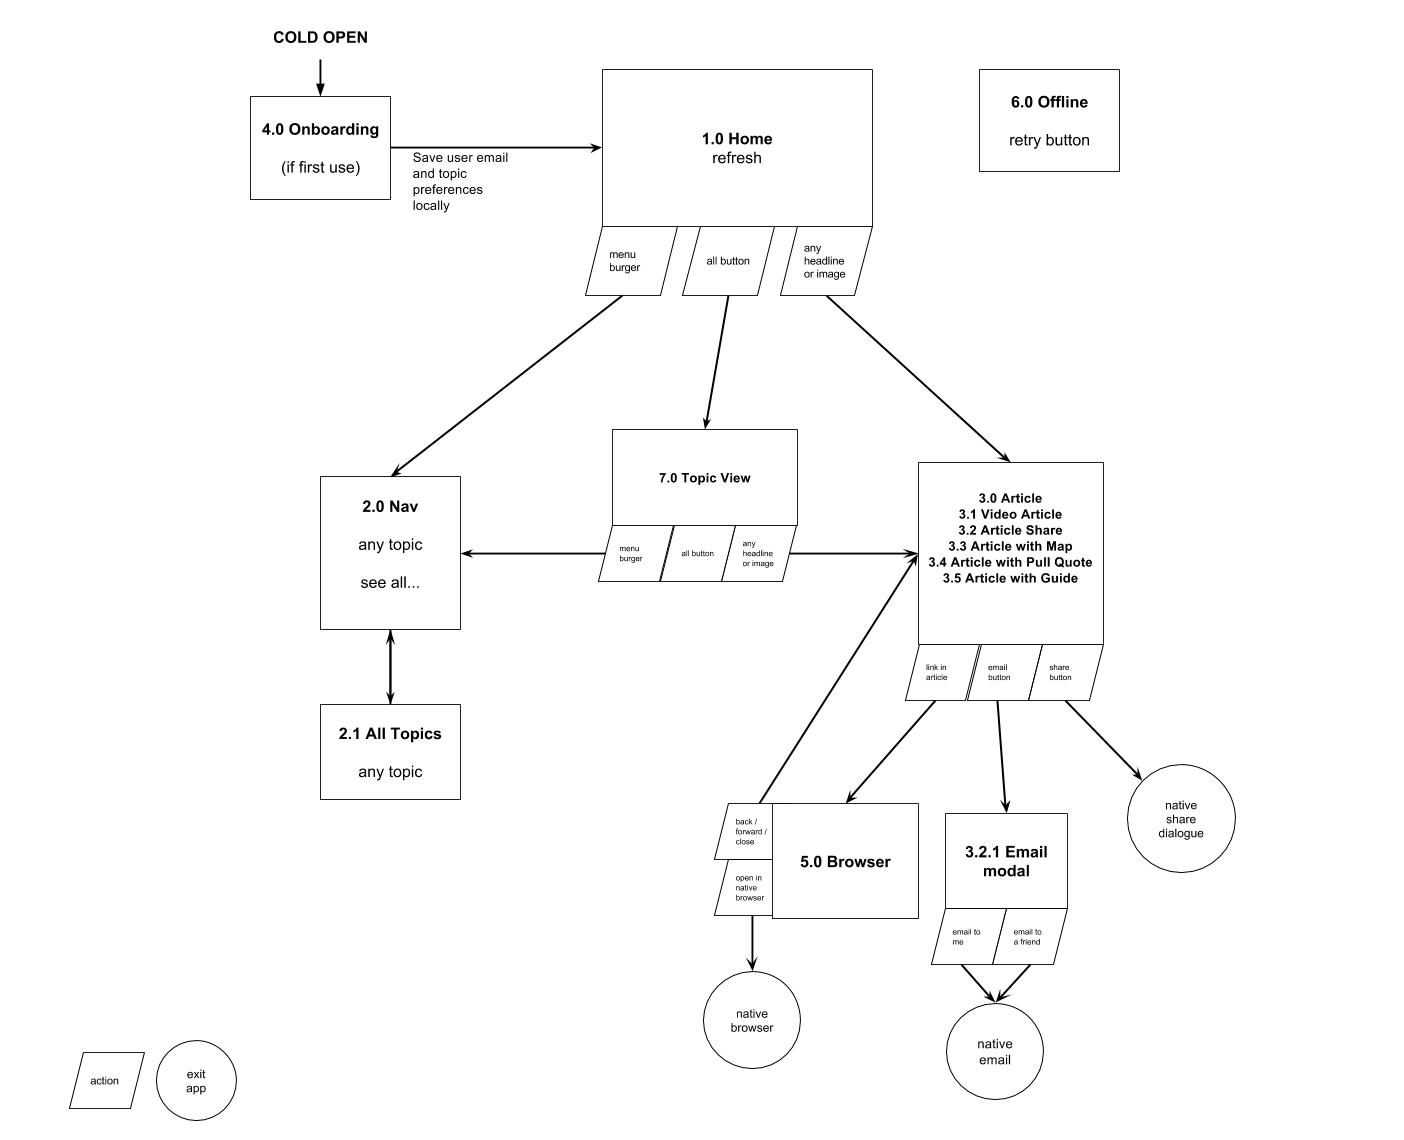 COLD OPEN
4.0 Onboarding
(if first use)
Save user email
and topic
preferences
locally
1.0 Home
refresh
6.0 Offline
retry button
menu
burger
all button
any
headline
or image
2.0 Nav
any topic
see all...
7.0 Topic View
menu
burger
all button
any
headline
or image
3.0 Article
3.1 Video Article
3.2 Article Share
3.3 Article with Map
3.4 Article with Pull Quote
3.5 Article with Guide
link in
article
email
button
share
button
2.1 All Topics
any topic
back /
forward /
close
open in
native
browser
5.0 Browser
3.2.1 Email
modal
email to
me
email to
a friend
native
share
dialogue
native
browser
native
email
action
exit
app